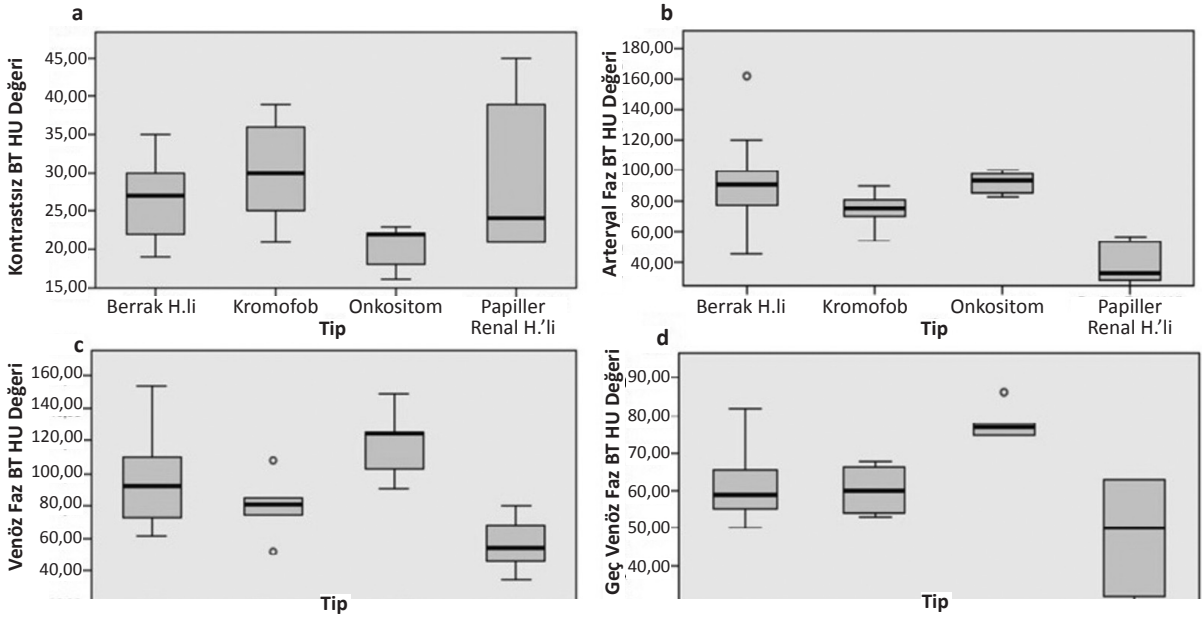 a
Kontrastsız BT HU Değeri
45,00
40,00
35,00
30,00
25,00
20,00
15,00
Berrak H.li Kromofob Onkositom Papiller
Renal H.'li
Tip
b
Arteryal Faz BT HU Değeri
180,00
160,00
140,00
120,00
100,00
80,00
60,00
40,00
Berrak H.li Kromofob Onkositom Papiller
Renal H.'li
Tip
c
Venöz Faz BT HU Değeri
160,00
140,00
120,00
100,00
80,00
60,00
40,00
Tip
d
Geç Venöz Faz BT HU Değeri
90,00
80,00
70,00
60,00
50,00
40,00
Tip